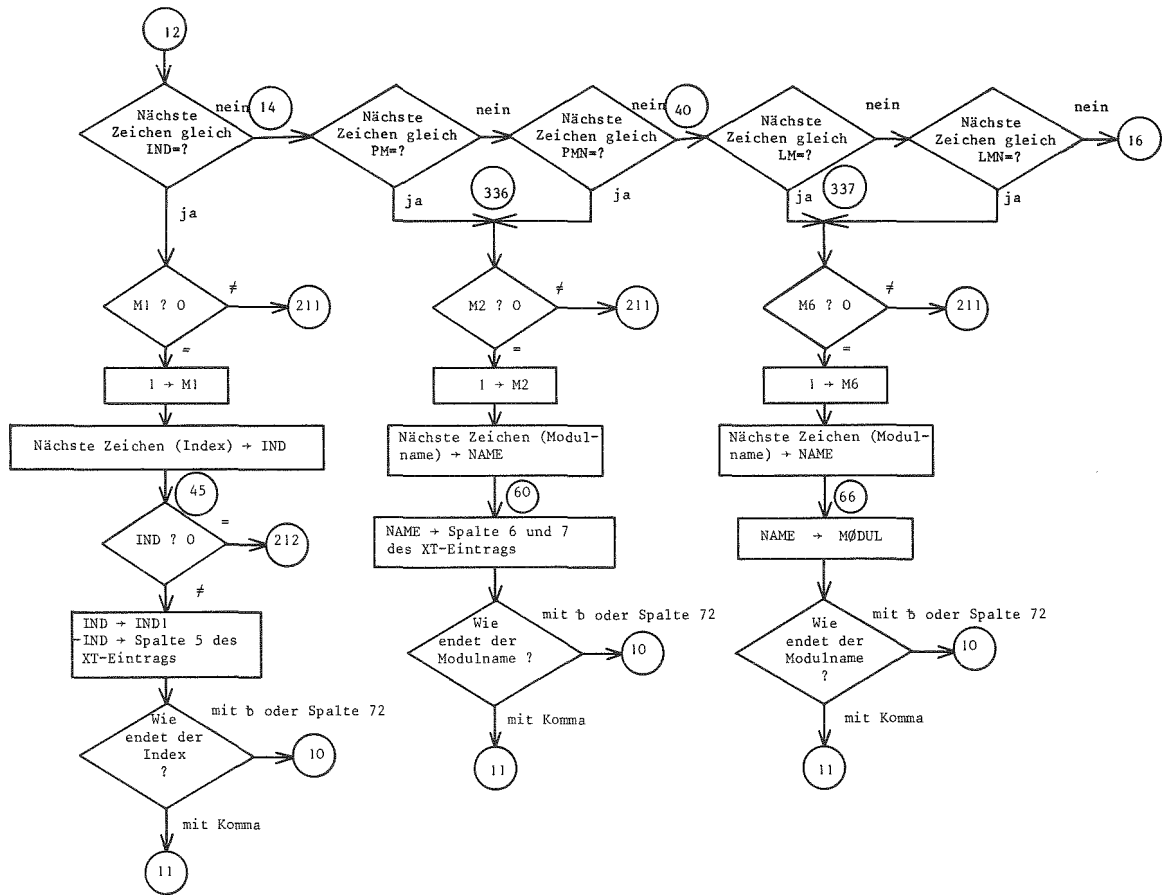 12
Nächste
Zeichen gleich
IND=?
nein
14
Nächste
Zeichen gleich
PM=?
nein
Nächste
Zeichen gleich
PMN=?
nein
40
Nächste
Zeichen gleich
LM=?
nein
Nächste
Zeichen gleich
LMN=?
nein
16
ja
ja
336
ja
ja
337
ja
M1 ? 0
≠
211
M2 ? 0
≠
211
M6 ? 0
≠
211
=
=
=
1 → M1
1 → M2
1 → M6
Nächste Zeichen (Index) → IND
Nächste Zeichen (Modul-
name) → NAME
Nächste Zeichen (Modul-
name) → NAME
45
60
66
IND ? 0
=
212
NAME → Spalte 6 und 7
des XT-Eintrags
NAME → MØDUL
≠
IND → IND1
-IND → Spalte 5 des
XT-Eintrags
Wie
endet der
Modulname ?
mit ƀ oder Spalte 72
10
Wie
endet der
Modulname
?
mit ƀ oder Spalte 72
10
mit Komma
11
mit Komma
11
Wie
endet der
Index
?
mit ƀ oder Spalte 72
10
mit Komma
11